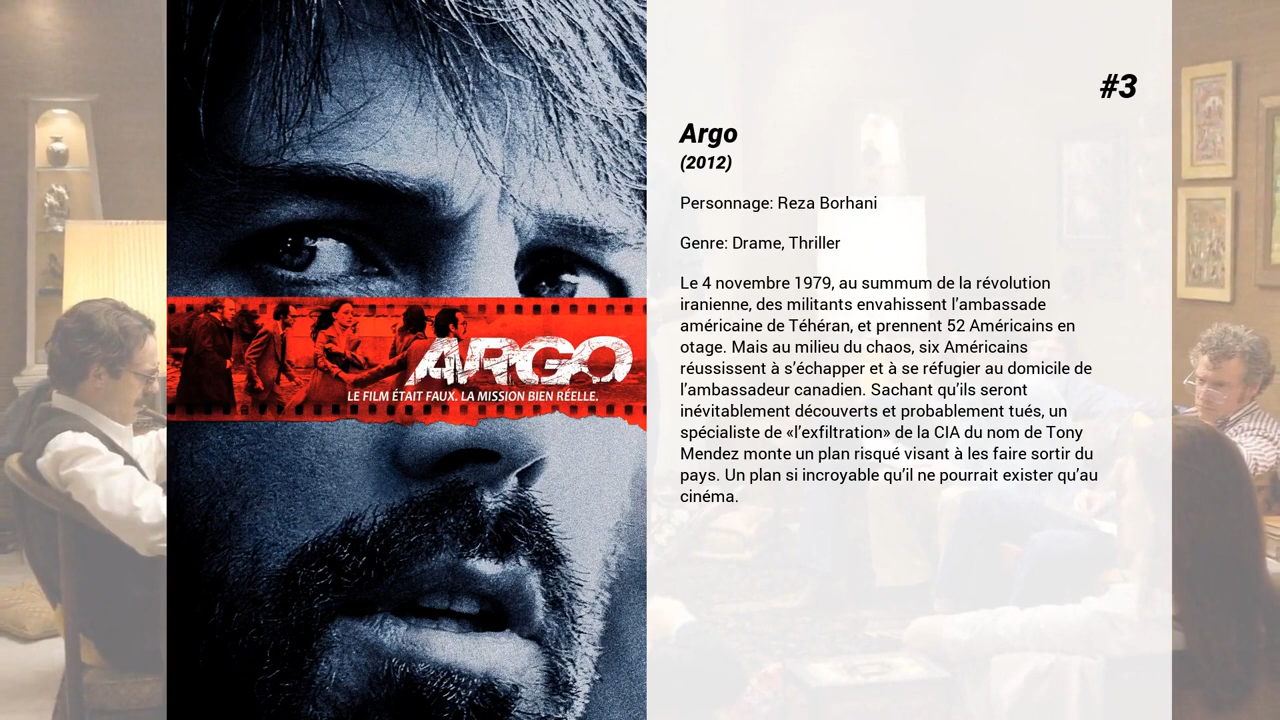 #3
Argo
(2012)
Personnage: Reza Borhani
Genre: Drame, Thriller
Le 4 novembre 1979, au summum de la révolution
iranienne, des militants envahissent l’ambassade
américaine de Téhéran, et prennent 52 Américains en
otage. Mais au milieu du chaos, six Américains
réussissent à s’échapper et à se réfugier au domicile de
l’ambassadeur canadien. Sachant qu’ils seront
inévitablement découverts et probablement tués, un
spécialiste de «l’exfiltration» de la CIA du nom de Tony
Mendez monte un plan risqué visant à les faire sortir du
pays. Un plan si incroyable qu’il ne pourrait exister qu’au
cinéma.
ARGO
LE FILM ÉTAIT FAUX. LA MISSION BIEN RÉELLE.